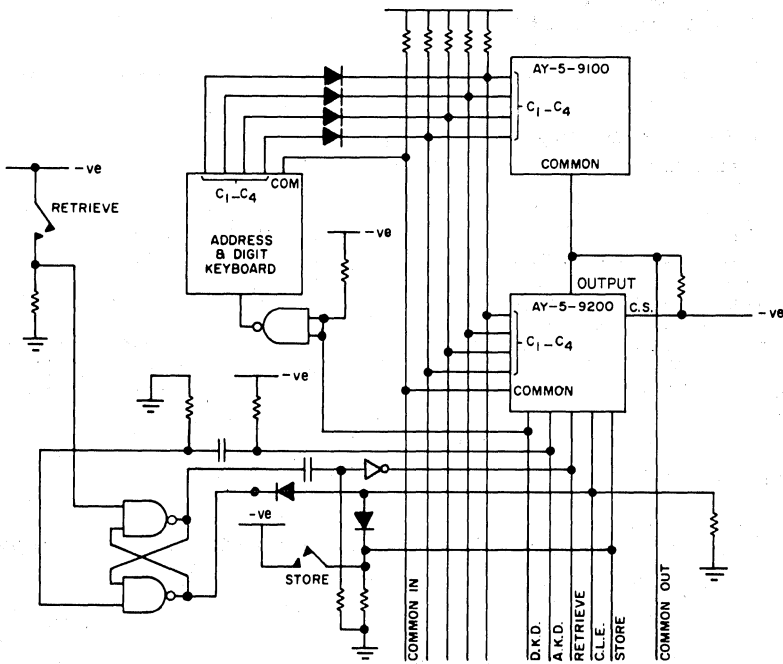 AY-5-9100
C1–C4
COMMON
-ve
RETRIEVE
C1–C4
COM
ADDRESS
& DIGIT
KEYBOARD
-ve
OUTPUT
AY-5-9200
C.S.
-ve
C1–C4
COMMON
-ve
-ve
STORE
COMMON IN
D.K.D.
A.K.D.
RETRIEVE
C.L.E.
STORE
COMMON OUT